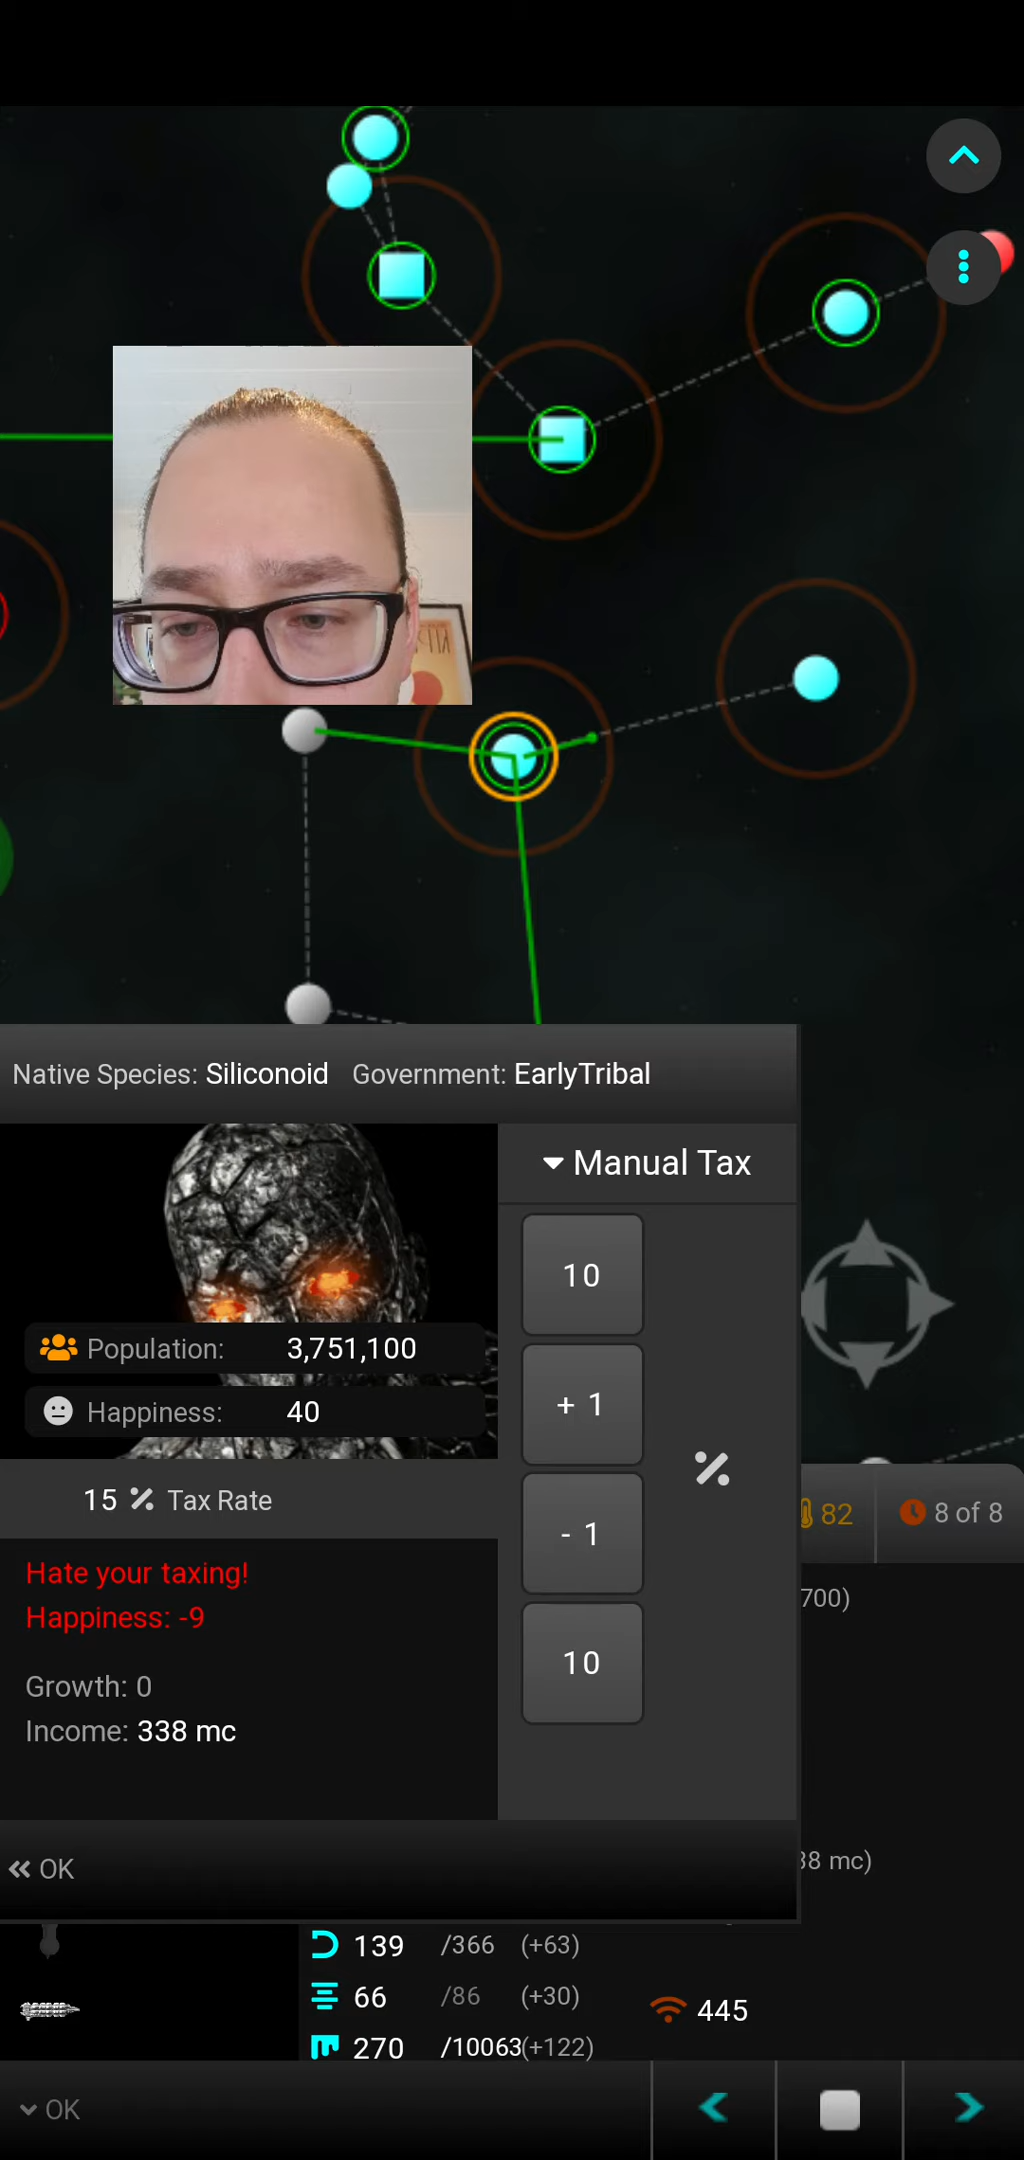 Native Species: Siliconoid Government: EarlyTribal
Manual Tax
10
Population: 3,751,100
+ 1
Happiness: 40
15 % Tax Rate
82
8 of 8
- 1
Hate your taxing!
700)
Happiness: -9
10
Growth: 0
Income: 338 mc
OK
38 mc)
139 /366 (+63)
66 /86 (+30)
445
270 /10063(+122)
OK